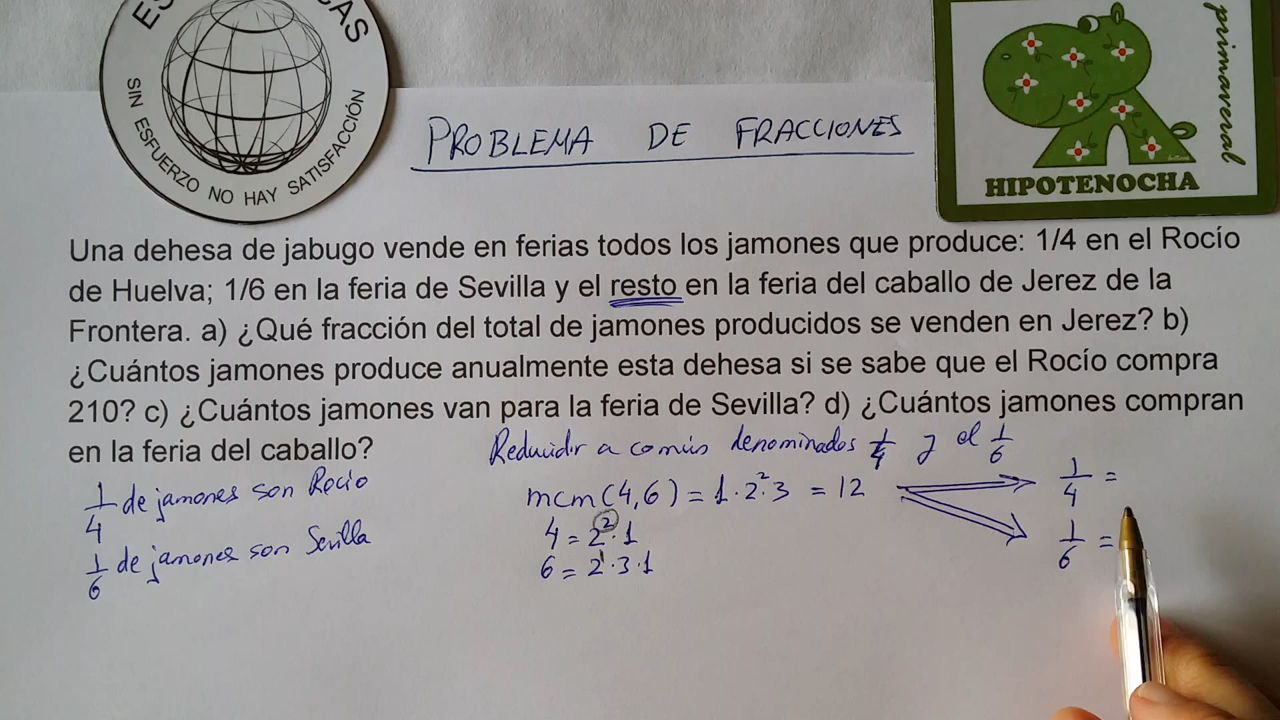 SIN ESFUERZO NO HAY SATISFACCIÓN
PROBLEMA DE FRACCIONES
primaveral
HIPOTENOCHA
Una dehesa de jabugo vende en ferias todos los jamones que produce: 1/4 en el Rocío
de Huelva; 1/6 en la feria de Sevilla y el resto en la feria del caballo de Jerez de la
Frontera. a) ¿Qué fracción del total de jamones producidos se venden en Jerez? b)
¿Cuántos jamones produce anualmente esta dehesa si se sabe que el Rocío compra
210? c) ¿Cuántos jamones van para la feria de Sevilla? d) ¿Cuántos jamones compran
en la feria del caballo?
Reducidir a común denominados 1/4 y el 1/6
1/4 de jamones son Rocio
1/6 de jamones son Sevilla
mcm(4,6) = 1·2²·3 = 12
4 = 2²·1
6 = 2¹·3·1
1/4 =
1/6 =